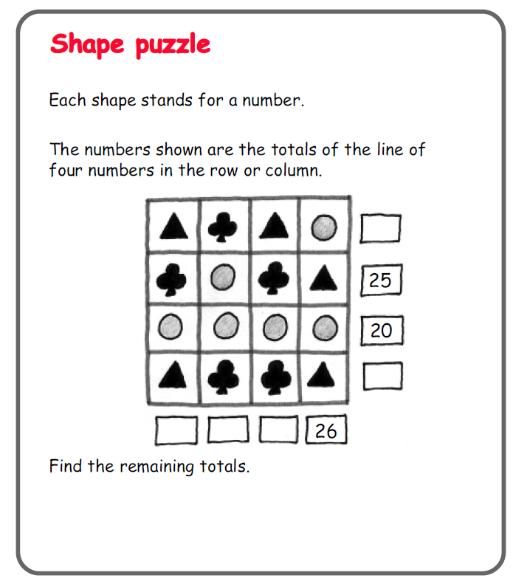 Shape puzzle
Each shape stands for a number.
The numbers shown are the totals of the line of
four numbers in the row or column.
25
20
26
Find the remaining totals.